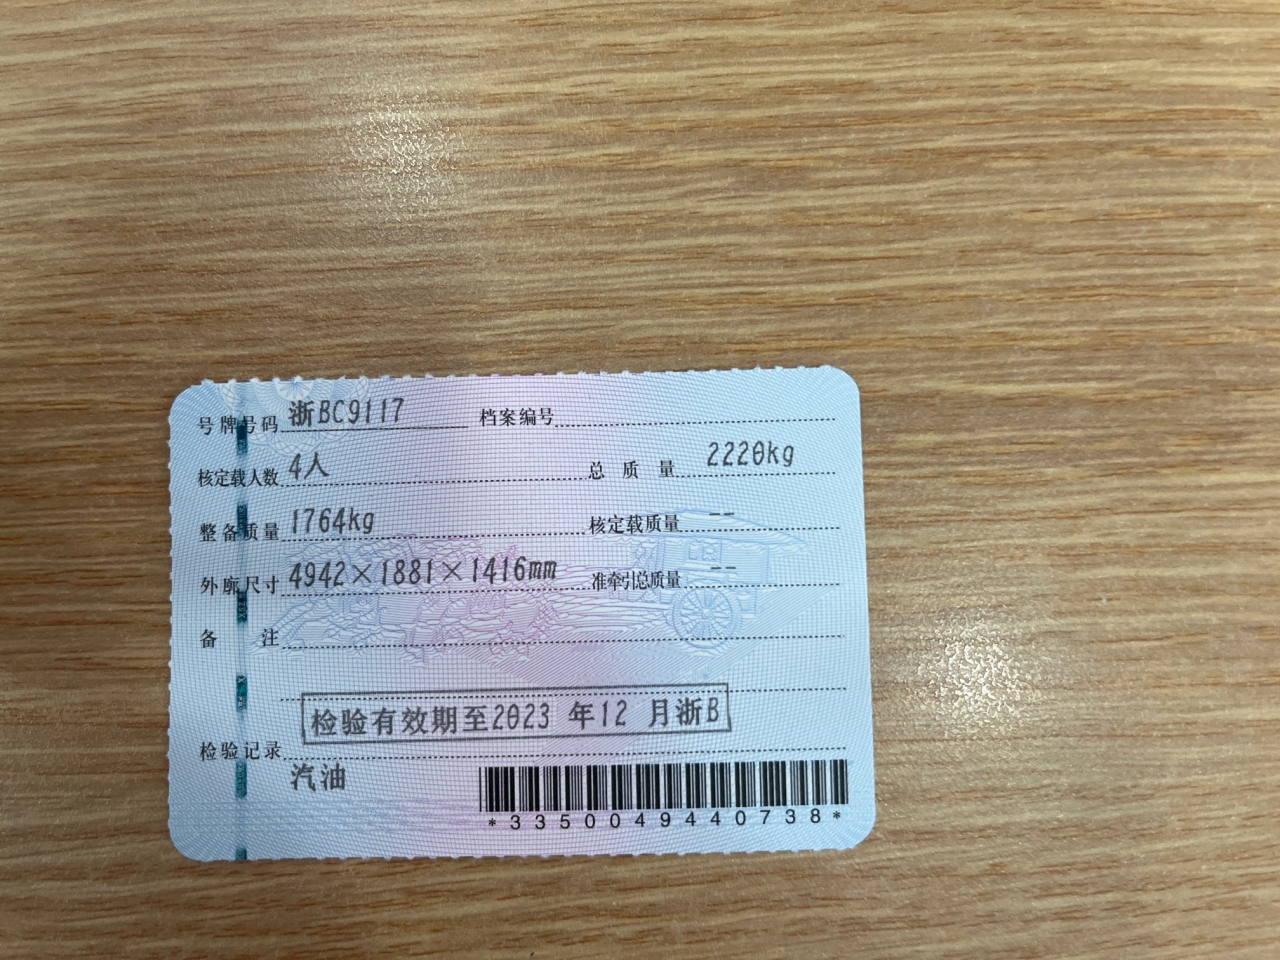 号牌号码 浙BC9117 档案编号
核定载人数 4人 总质量 2220kg
整备质量 1764kg 核定载质量 --
外廓尺寸 4942×1881×1416mm 准牵引总质量 --
备注
检验有效期至2023 年12 月浙B
检验记录
汽油
*3350049440738*